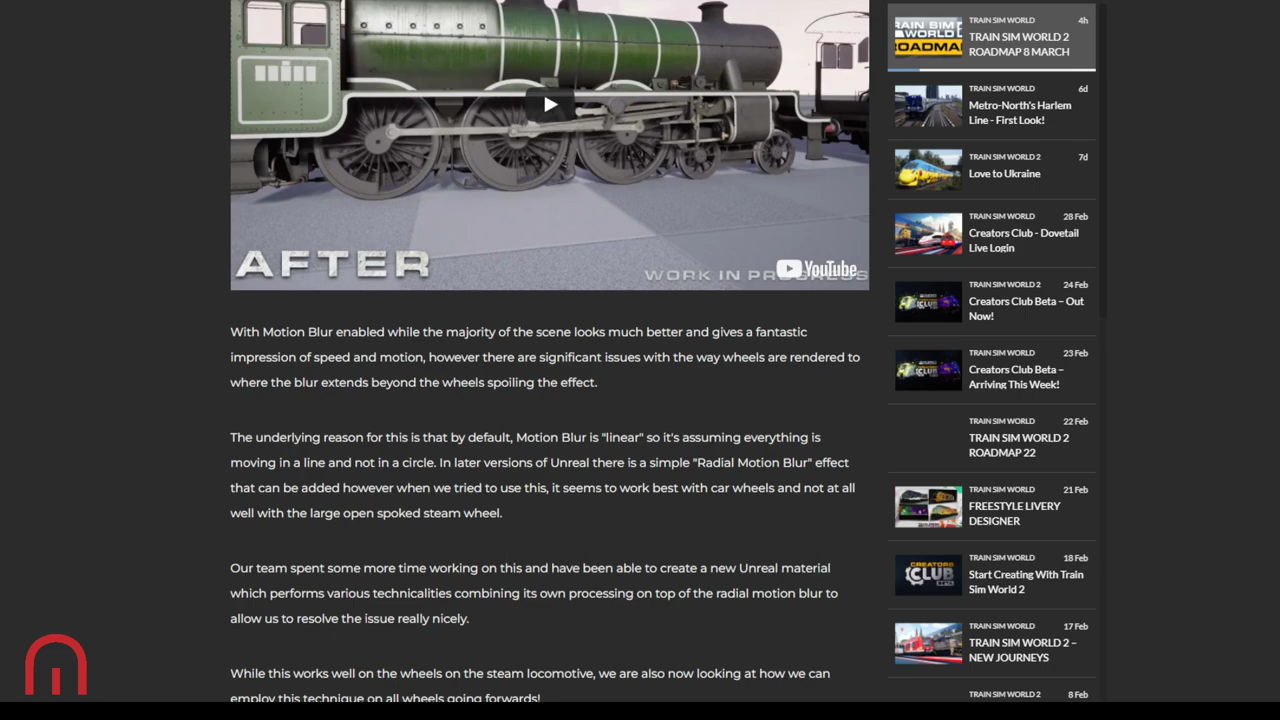 AFTER
WORK IN PROGRESS
YouTube
With Motion Blur enabled while the majority of the scene looks much better and gives a fantastic
impression of speed and motion, however there are significant issues with the way wheels are rendered to
where the blur extends beyond the wheels spoiling the effect.
The underlying reason for this is that by default, Motion Blur is "linear" so it's assuming everything is
moving in a line and not in a circle. In later versions of Unreal there is a simple "Radial Motion Blur" effect
that can be added however when we tried to use this, it seems to work best with car wheels and not at all
well with the large open spoked steam wheel.
Our team spent some more time working on this and have been able to create a new Unreal material
which performs various technicalities combining its own processing on top of the radial motion blur to
allow us to resolve the issue really nicely.
While this works well on the wheels on the steam locomotive, we are also now looking at how we can
employ this technique on all wheels going forwards!
TRAIN SIM
WORLD
ROADMA
TRAIN SIM WORLD 4h
TRAIN SIM WORLD 2
ROADMAP 8 MARCH
TRAIN SIM WORLD 6d
Metro-North's Harlem
Line - First Look!
TRAIN SIM WORLD 2 7d
Love to Ukraine
TRAIN SIM WORLD 28 Feb
Creators Club - Dovetail
Live Login
TRAIN SIM WORLD 2 24 Feb
Creators Club Beta – Out
Now!
TRAIN SIM WORLD 23 Feb
Creators Club Beta –
Arriving This Week!
TRAIN SIM WORLD 22 Feb
TRAIN SIM WORLD 2
ROADMAP 22
TRAIN SIM WORLD 21 Feb
FREESTYLE LIVERY
DESIGNER
CREATORS
CLUB
BETA
TRAIN SIM WORLD 18 Feb
Start Creating With Train
Sim World 2
TRAIN SIM WORLD 17 Feb
TRAIN SIM WORLD 2 –
NEW JOURNEYS
TRAIN SIM WORLD 2 8 Feb